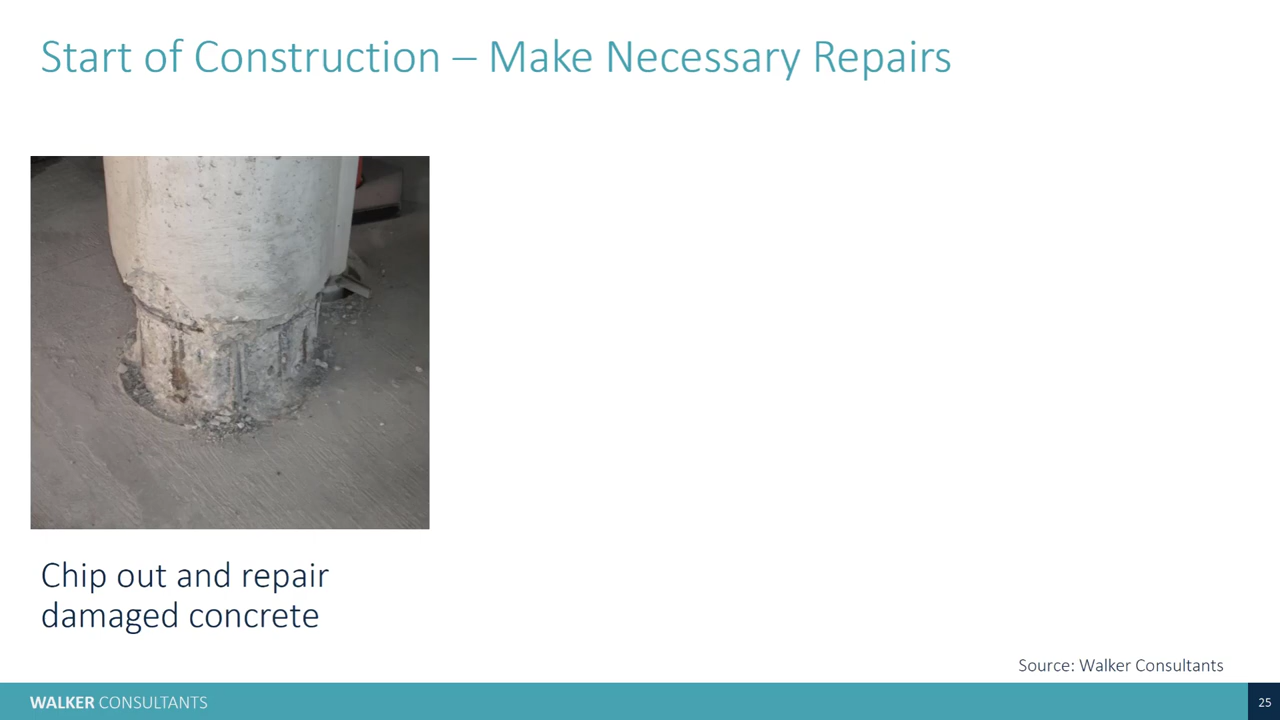 Start of Construction – Make Necessary Repairs
Chip out and repair
damaged concrete
Source: Walker Consultants
WALKER CONSULTANTS
25